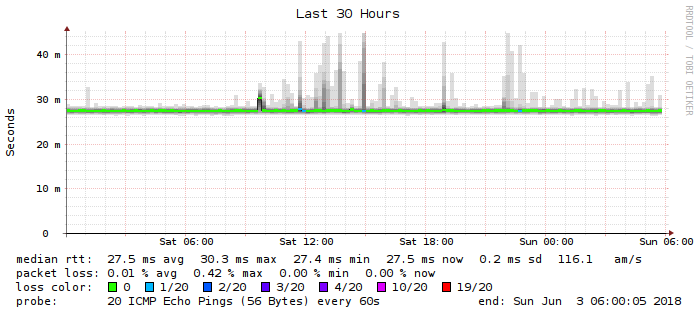 Last 30 Hours
RRDTOOL / TOBI OETIKER
Seconds
40 m
30 m
20 m
10 m
0
Sat 06:00 Sat 12:00 Sat 18:00 Sun 00:00 Sun 06:00
median rtt: 27.5 ms avg 30.3 ms max 27.4 ms min 27.5 ms now 0.2 ms sd 116.1 am/s
packet loss: 0.01 % avg 0.42 % max 0.00 % min 0.00 % now
loss color: 0 1/20 2/20 3/20 4/20 10/20 19/20
probe: 20 ICMP Echo Pings (56 Bytes) every 60s end: Sun Jun 3 06:00:05 2018